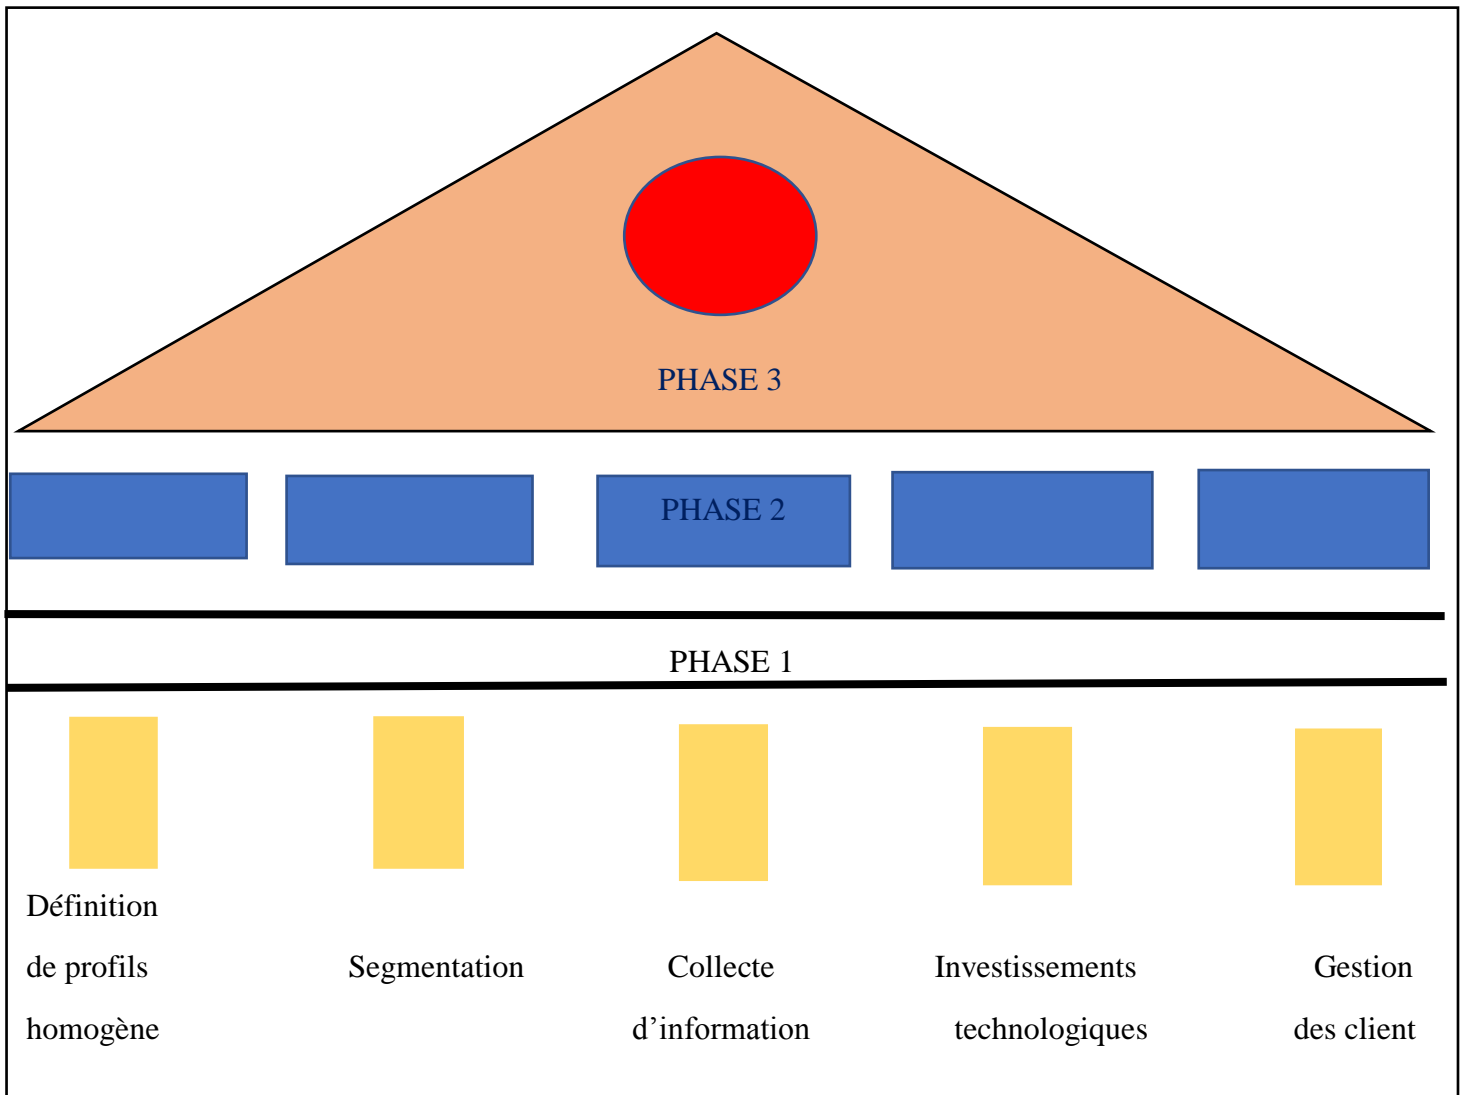 PHASE 3
PHASE 2
PHASE 1
Définition
de profils
homogène
Segmentation
Collecte
d’information
Investissements
technologiques
Gestion
des client